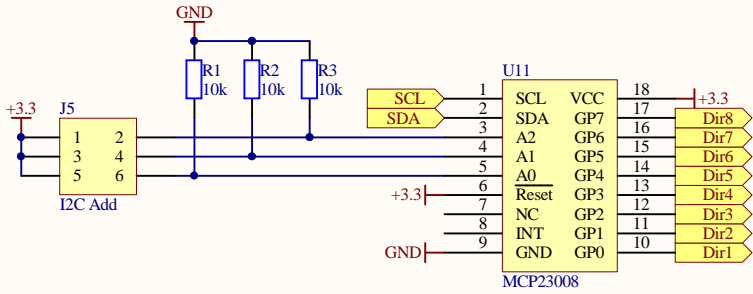 GND
R1
10k
R2
10k
R3
10k
+3.3
J5
1 2
3 4
5 6
I2C Add
U11
SCL 1 SCL VCC 18 +3.3
SDA 2 SDA GP7 17 Dir8
3 A2 GP6 16 Dir7
4 A1 GP5 15 Dir6
5 A0 GP4 14 Dir5
+3.3 6 Reset GP3 13 Dir4
7 NC GP2 12 Dir3
8 INT GP1 11 Dir2
GND 9 GND GP0 10 Dir1
MCP23008